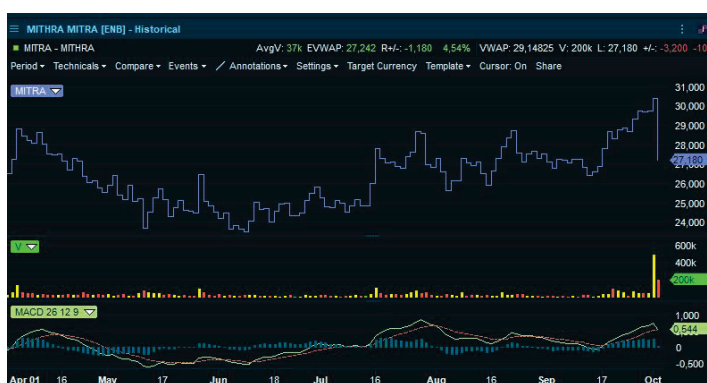 MITHRA MITRA [ENB] - Historical
MITRA - MITHRA AvgV: 37k EVWAP: 27,242 R+/-: -1,180 4,54% VWAP: 29,14825 V: 200k L: 27,180 +/-: -3,200 -10
Period Technicals Compare Events Annotations Settings Target Currency Template Cursor: On Share
MITRA
31,000
30,000
29,000
28,000
27,180
26,000
25,000
24,000
V
600k
400k
200k
MACD 26 12 9
1,000
0,544
0
-0,500
Apr 01 16 May 17 Jun 18 Jul 16 Aug 16 Sep 17 Oct